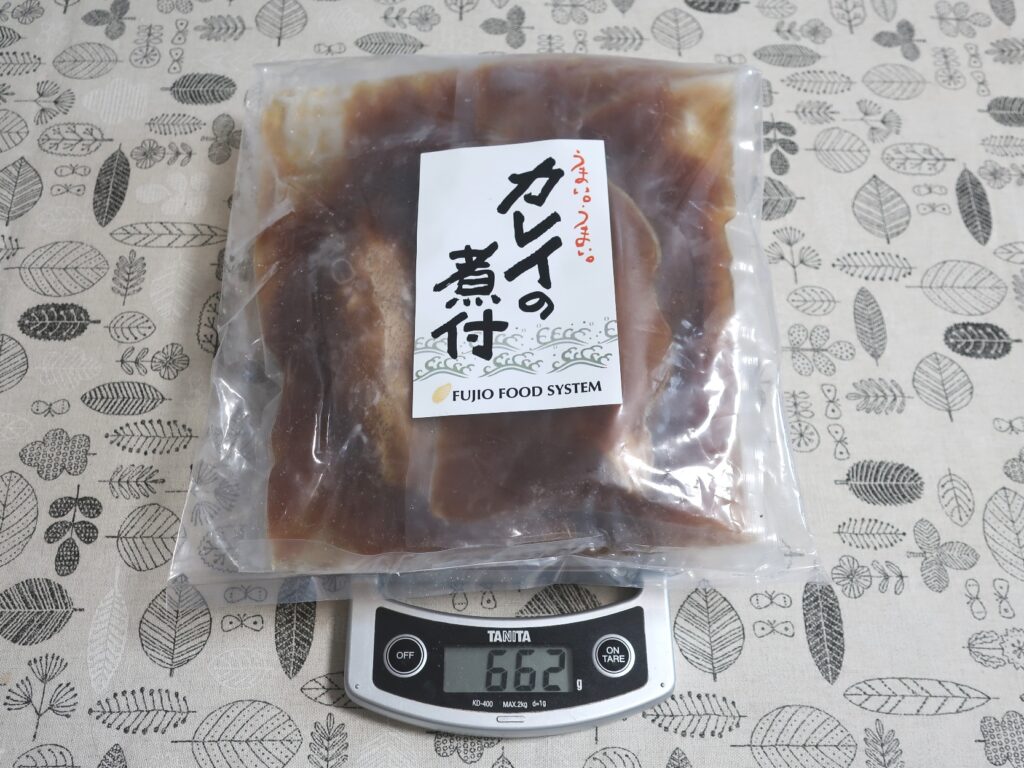 うまい。うまい。
カレイの
煮付
FUJIO FOOD SYSTEM
TANITA
OFF
662 g
ON
TARE
KD-400 MAX.2kg d=1g